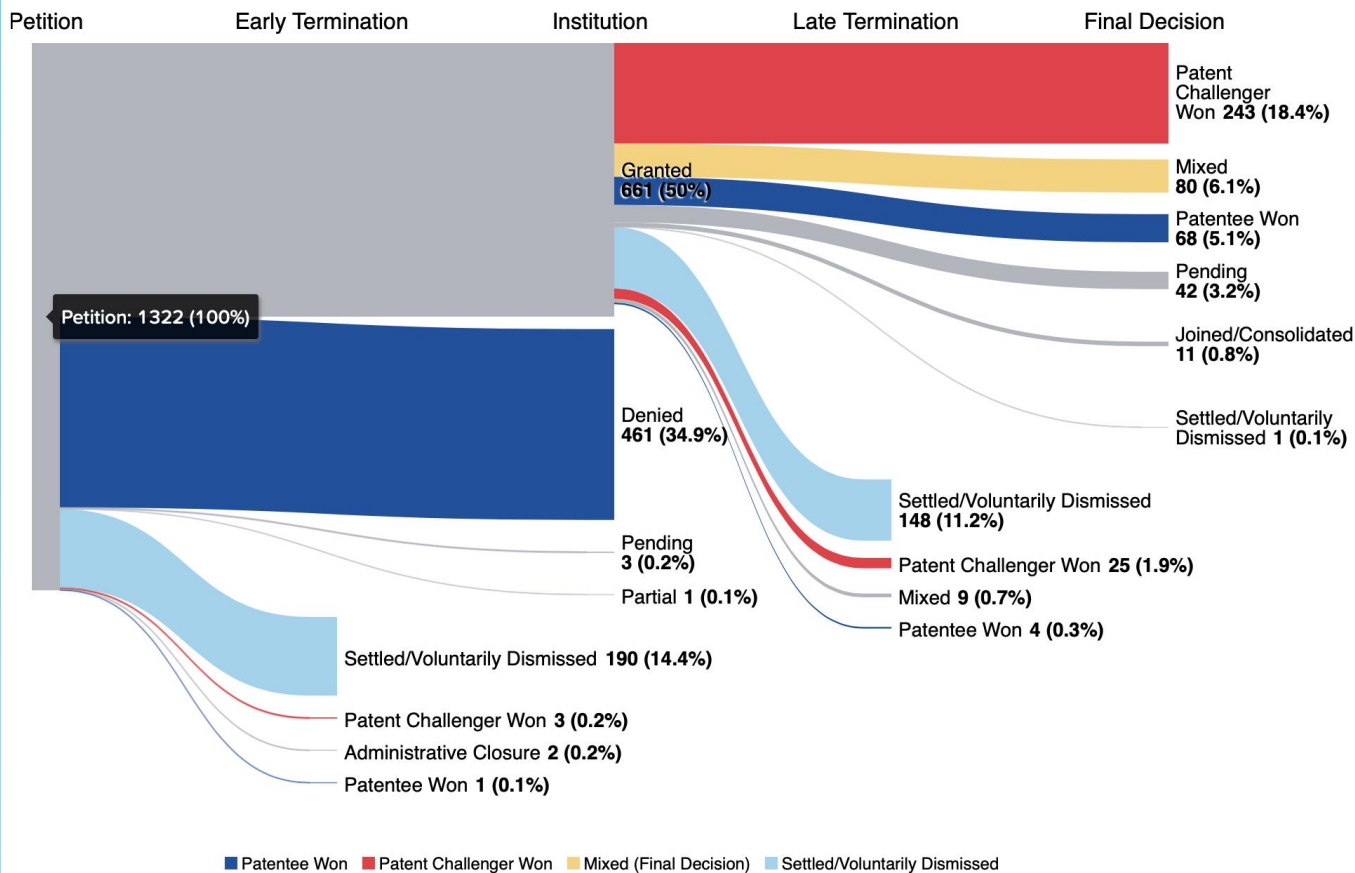 Petition
Early Termination
Institution
Late Termination
Final Decision
Patent
Challenger
Won 243 (18.4%)
Granted
661 (50%)
Mixed
80 (6.1%)
Patentee Won
68 (5.1%)
Pending
42 (3.2%)
Petition: 1322 (100%)
Joined/Consolidated
11 (0.8%)
Denied
461 (34.9%)
Settled/Voluntarily
Dismissed 1 (0.1%)
Settled/Voluntarily Dismissed
148 (11.2%)
Pending
3 (0.2%)
Patent Challenger Won 25 (1.9%)
Partial 1 (0.1%)
Mixed 9 (0.7%)
Patentee Won 4 (0.3%)
Settled/Voluntarily Dismissed 190 (14.4%)
Patent Challenger Won 3 (0.2%)
Administrative Closure 2 (0.2%)
Patentee Won 1 (0.1%)
Patentee Won
Patent Challenger Won
Mixed (Final Decision)
Settled/Voluntarily Dismissed